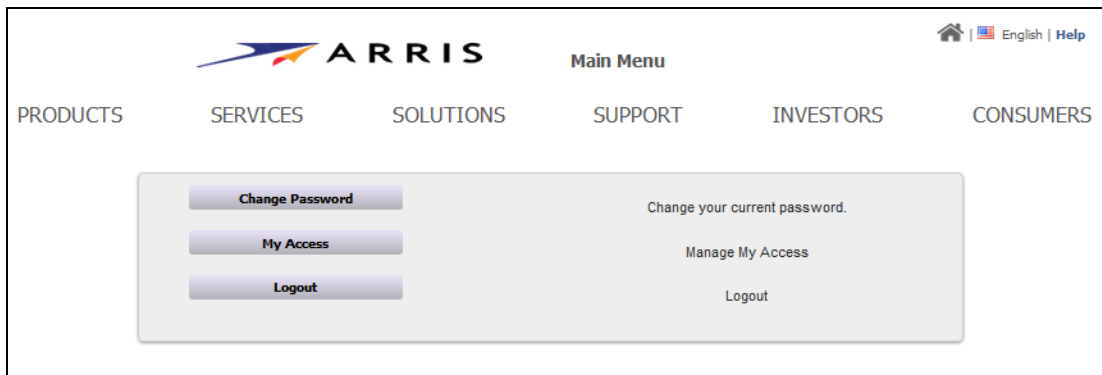 | English | Help
ARRIS
Main Menu
PRODUCTS SERVICES SOLUTIONS SUPPORT INVESTORS CONSUMERS
Change Password Change your current password.
My Access Manage My Access
Logout Logout